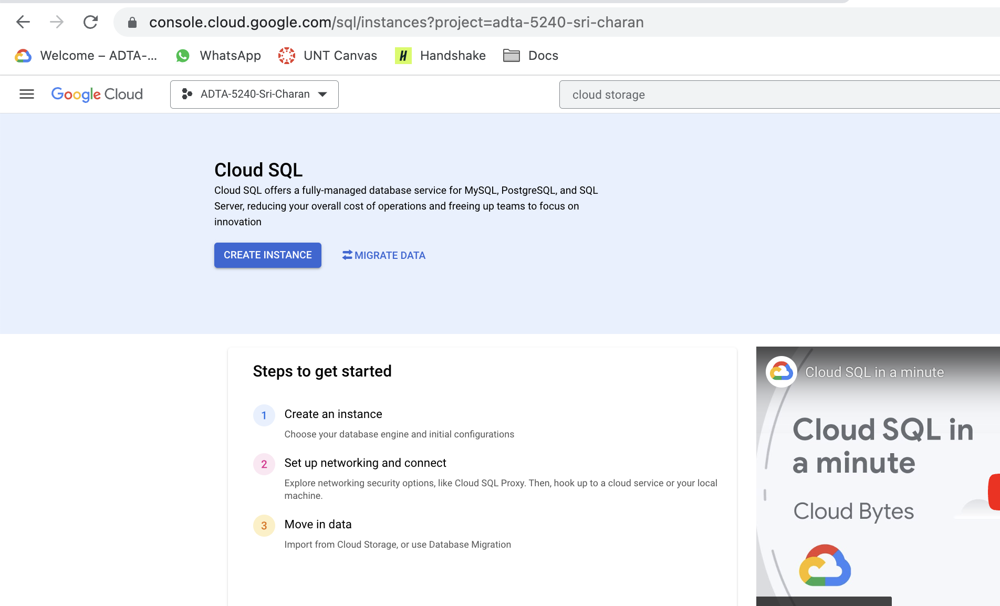 console.cloud.google.com/sql/instances?project=adta-5240-sri-charan
Welcome – ADTA-... WhatsApp UNT Canvas H Handshake Docs
Google Cloud ADTA-5240-Sri-Charan cloud storage
Cloud SQL
Cloud SQL offers a fully-managed database service for MySQL, PostgreSQL, and SQL
Server, reducing your overall cost of operations and freeing up teams to focus on
innovation
CREATE INSTANCE MIGRATE DATA
Steps to get started
1 Create an instance
Choose your database engine and initial configurations
2 Set up networking and connect
Explore networking security options, like Cloud SQL Proxy. Then, hook up to a cloud service or your local
machine.
3 Move in data
Import from Cloud Storage, or use Database Migration
Cloud SQL in a minute
Cloud SQL in
a minute
Cloud Bytes